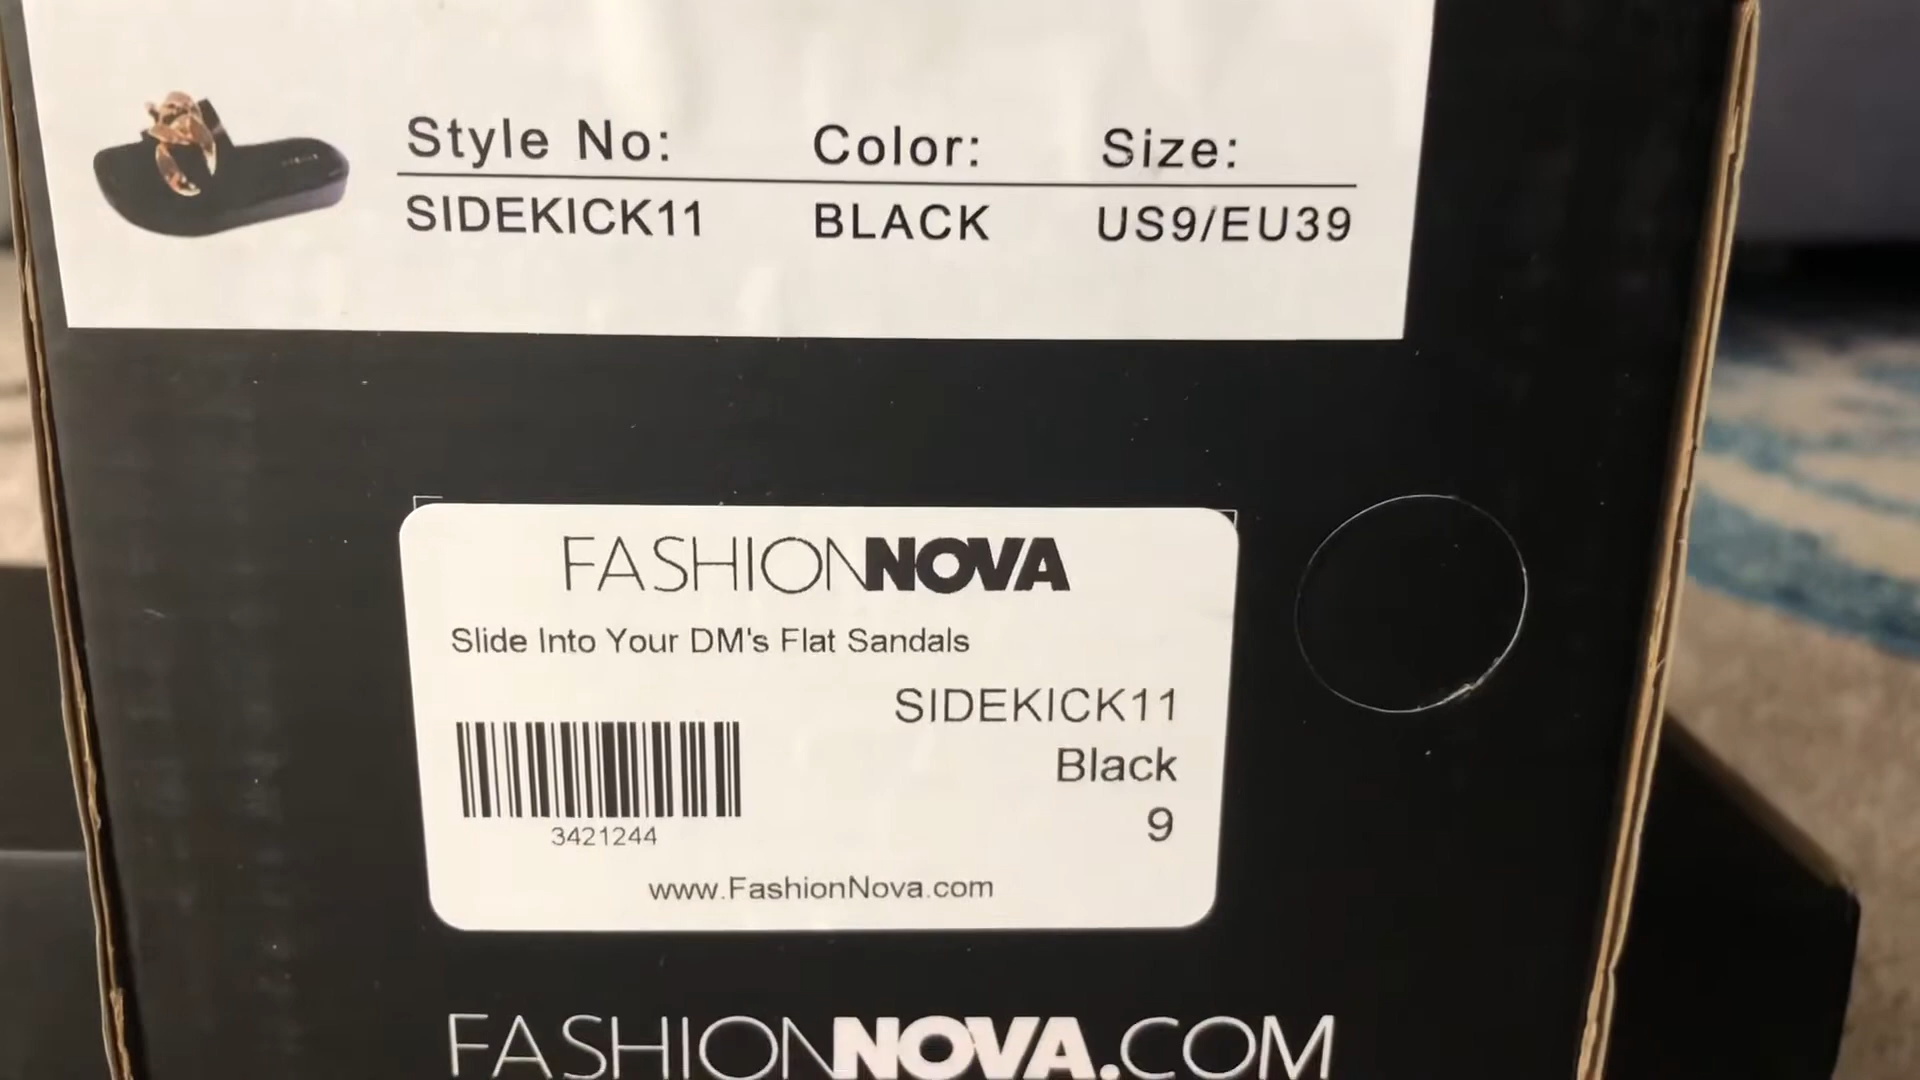 Style No: Color: Size:
SIDEKICK11 BLACK US9/EU39
FASHIONNOVA
Slide Into Your DM's Flat Sandals
SIDEKICK11
Black
9
3421244
www.FashionNova.com
FASHIONNOVA.COM